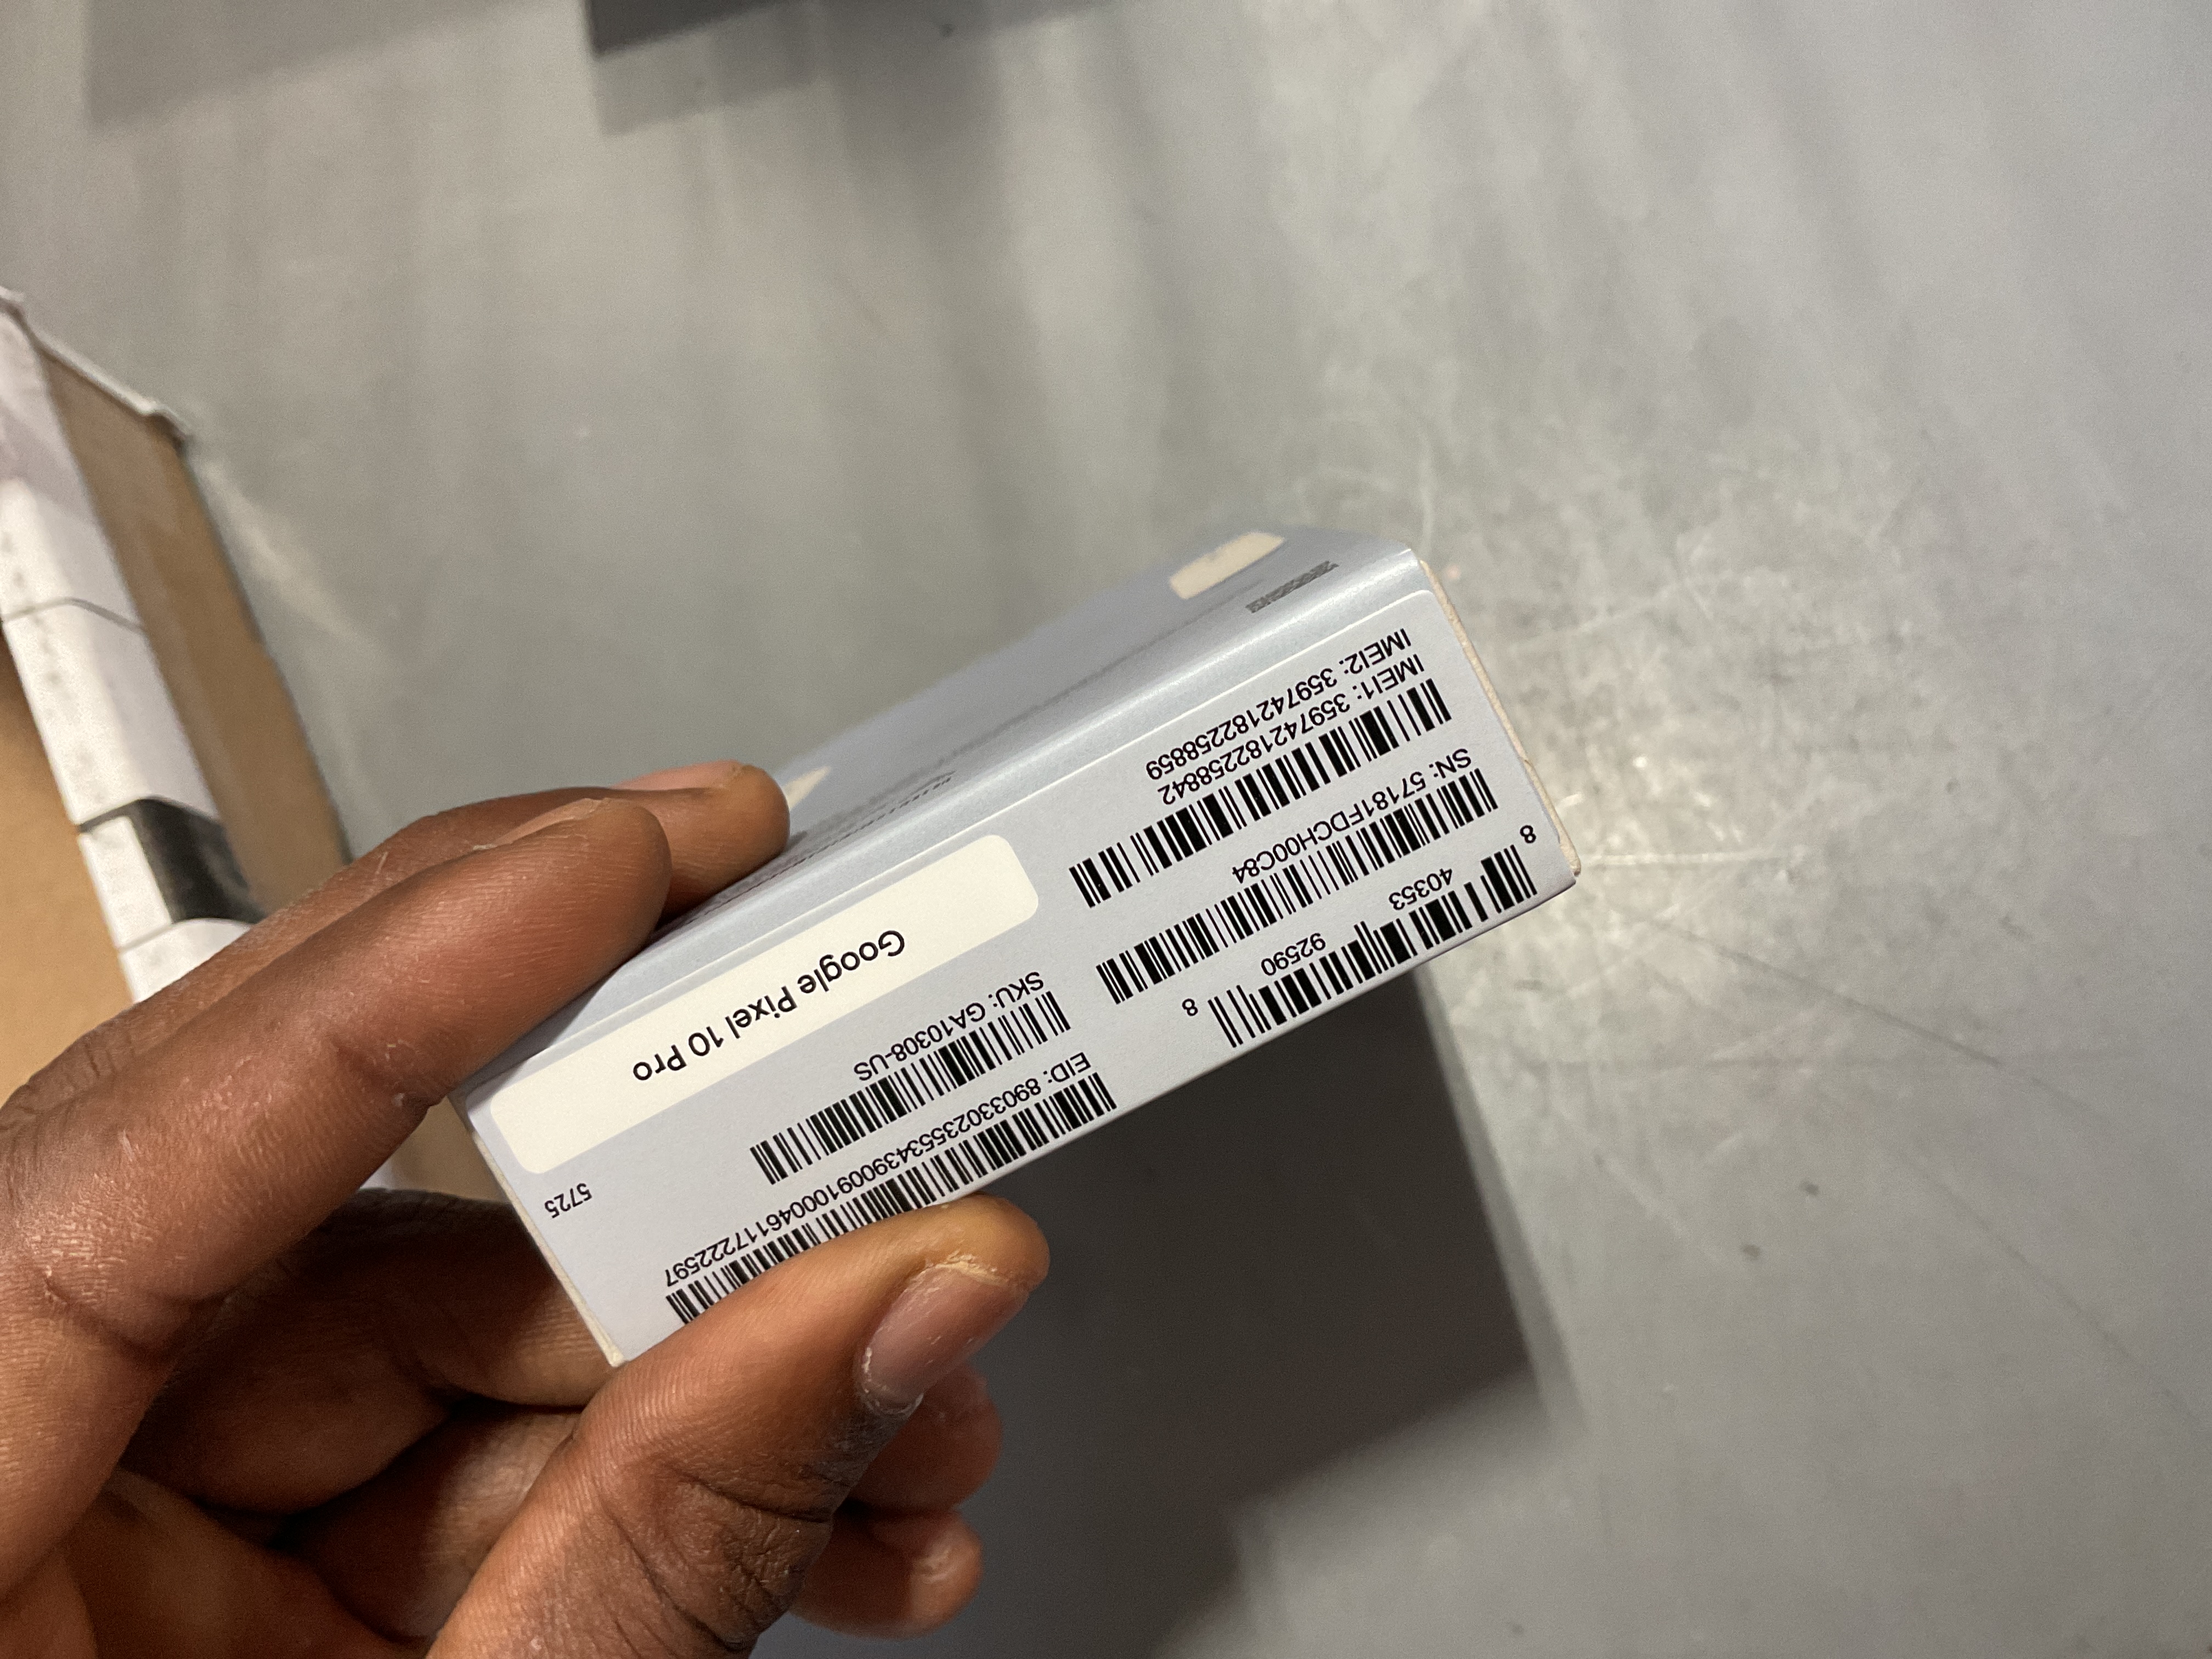 Google Pixel 10 Pro
5725
SKU: GA10308-US
EID: 89033023553439009100046117222597
IMEI2: 359742182258859
IMEI1: 359742182258842
SN: 57181FDCH00C84
8 40353 92590 8